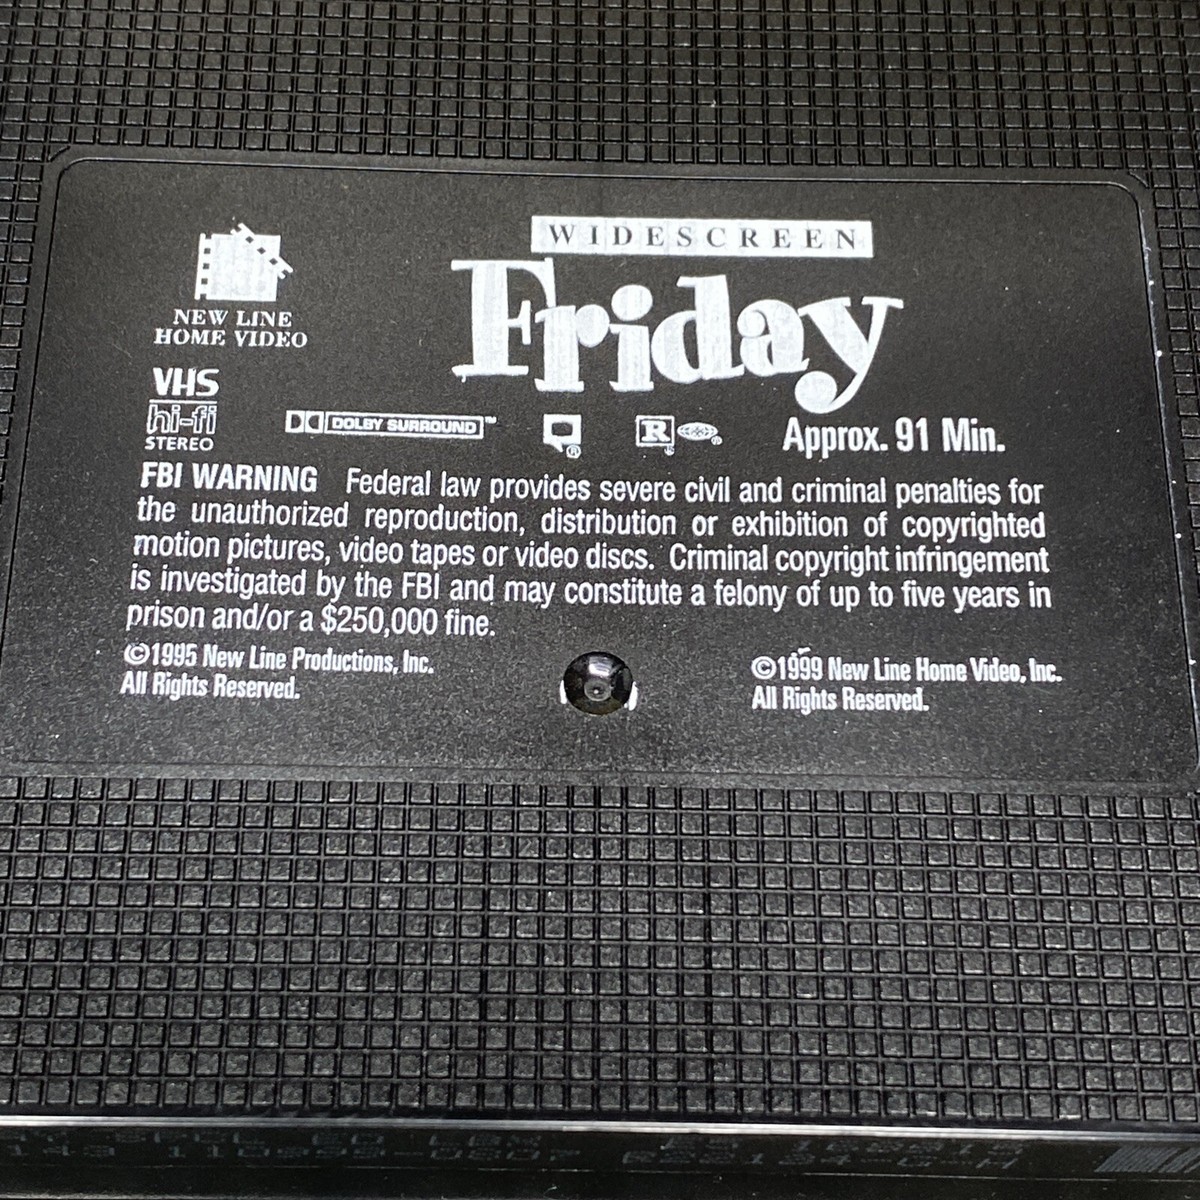 WIDESCREEN
Friday
NEW LINE
HOME VIDEO
VHS
hi-fi
STEREO
DOLBY SURROUND™
R
Approx. 91 Min.
FBI WARNING Federal law provides severe civil and criminal penalties for
the unauthorized reproduction, distribution or exhibition of copyrighted
motion pictures, video tapes or video discs. Criminal copyright infringement
is investigated by the FBI and may constitute a felony of up to five years in
prison and/or a $250,000 fine.
©1995 New Line Productions, Inc.
All Rights Reserved.
©1999 New Line Home Video, Inc.
All Rights Reserved.